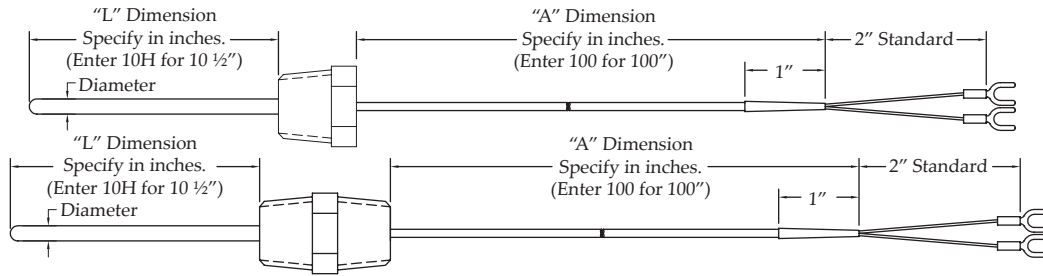 “L” Dimension
Specify in inches.
(Enter 10H for 10 ½”)
Diameter
“A” Dimension
Specify in inches.
(Enter 100 for 100”)
2” Standard
1”
“L” Dimension
Specify in inches.
(Enter 10H for 10 ½”)
Diameter
“A” Dimension
Specify in inches.
(Enter 100 for 100”)
2” Standard
1”